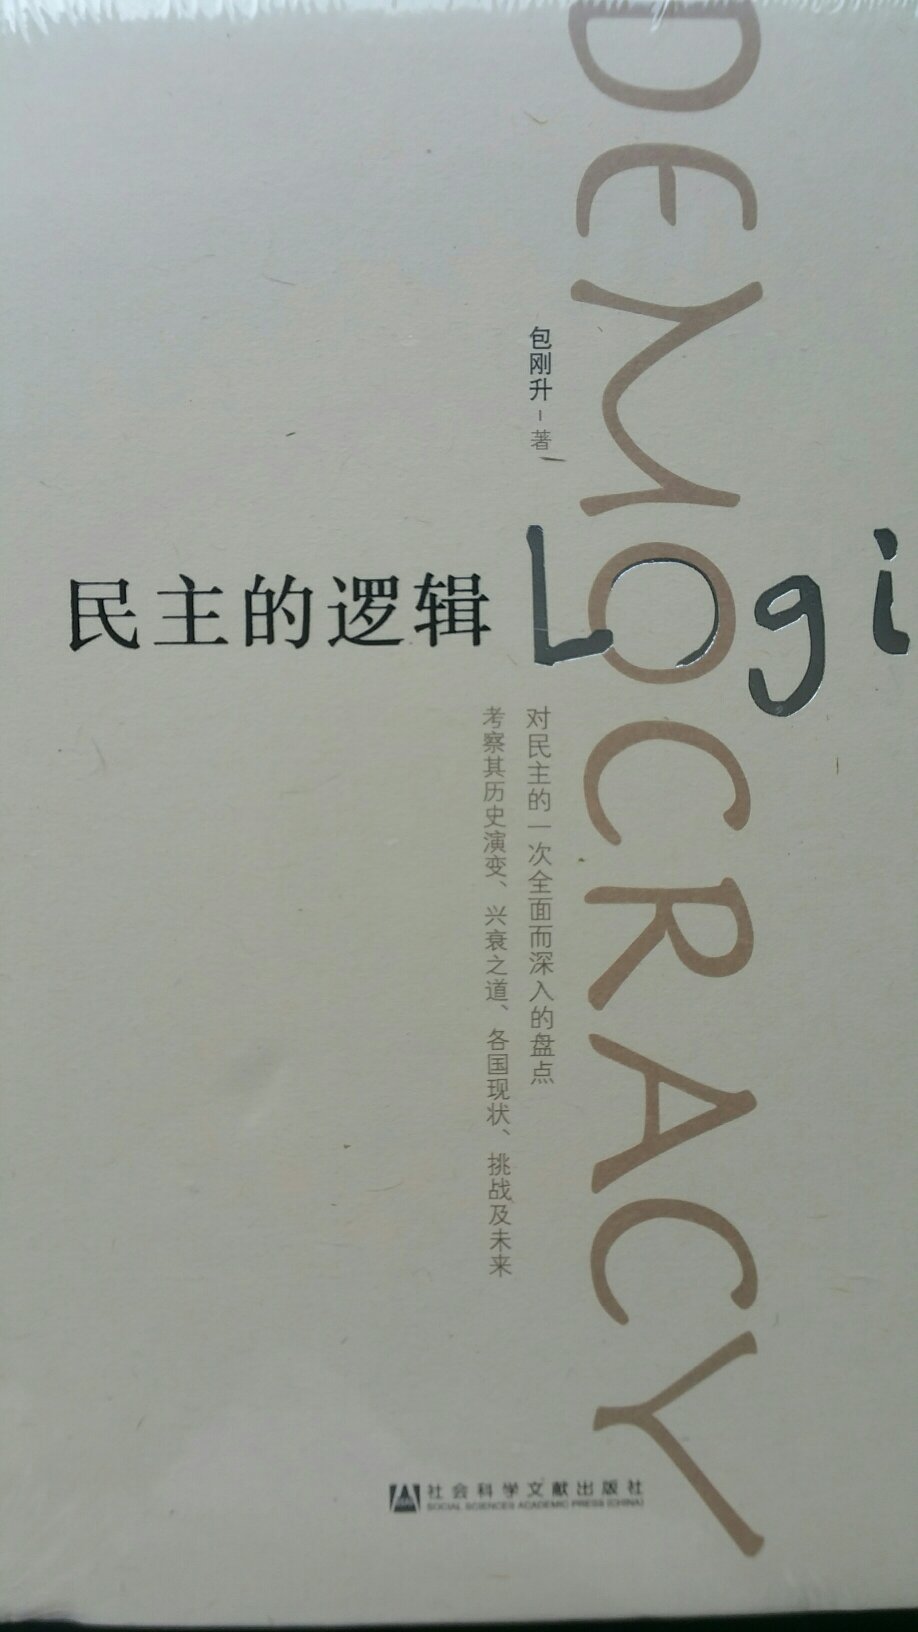 DEMOCRACY
包刚升 - 著
民主的逻辑
Logi
对民主的一次全面而深入的盘点
考察其历史演变、兴衰之道、各国现状、挑战及未来
社会科学文献出版社
SOCIAL SCIENCES ACADEMIC PRESS (CHINA)